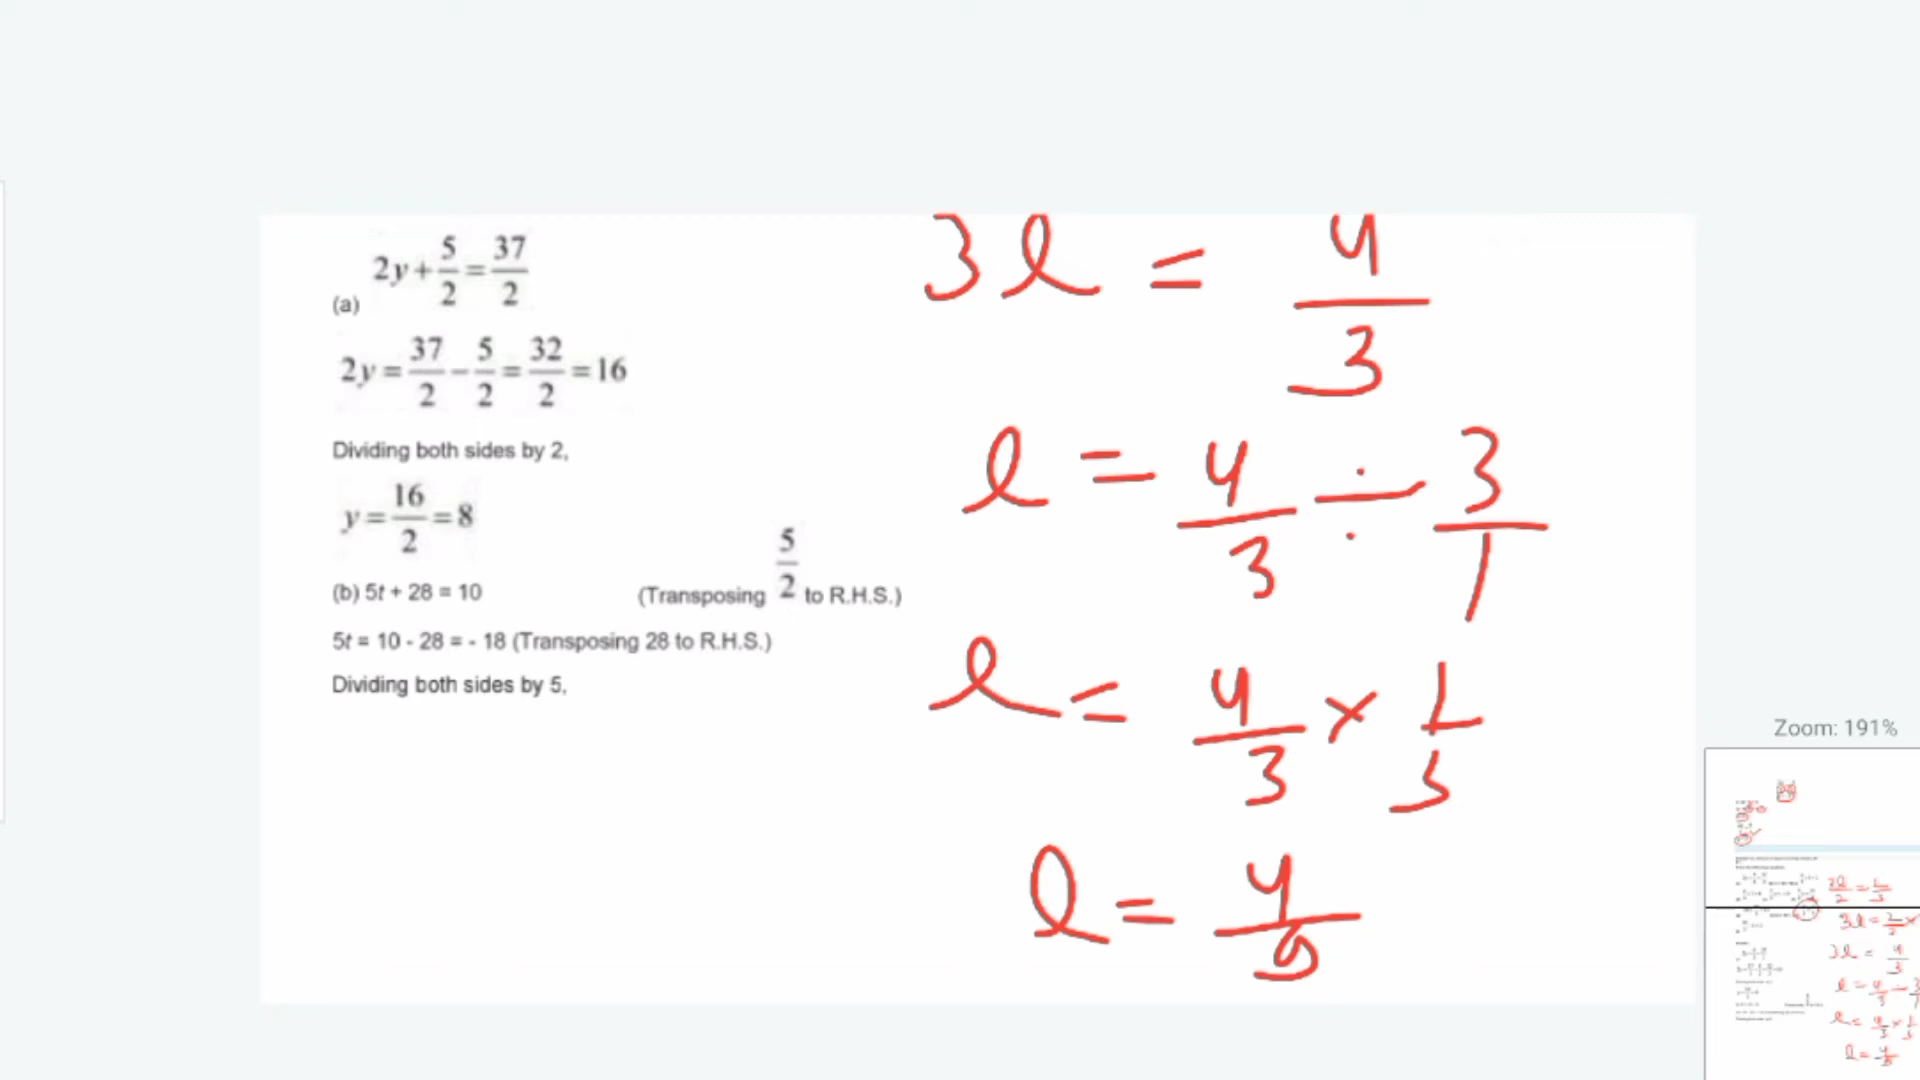 2y + 5/2 = 37/2
(a)
2y = 37/2 − 5/2 = 32/2 = 16
Dividing both sides by 2,
y = 16/2 = 8
(b) 5t + 28 = 10 (Transposing 5/2 to R.H.S.)
5t = 10 - 28 = - 18 (Transposing 28 to R.H.S.)
Dividing both sides by 5,
3l = 4/3
l = 4/3 ÷ 3/1
l = 4/3 × 1/3
l = 4/9
Zoom: 191%